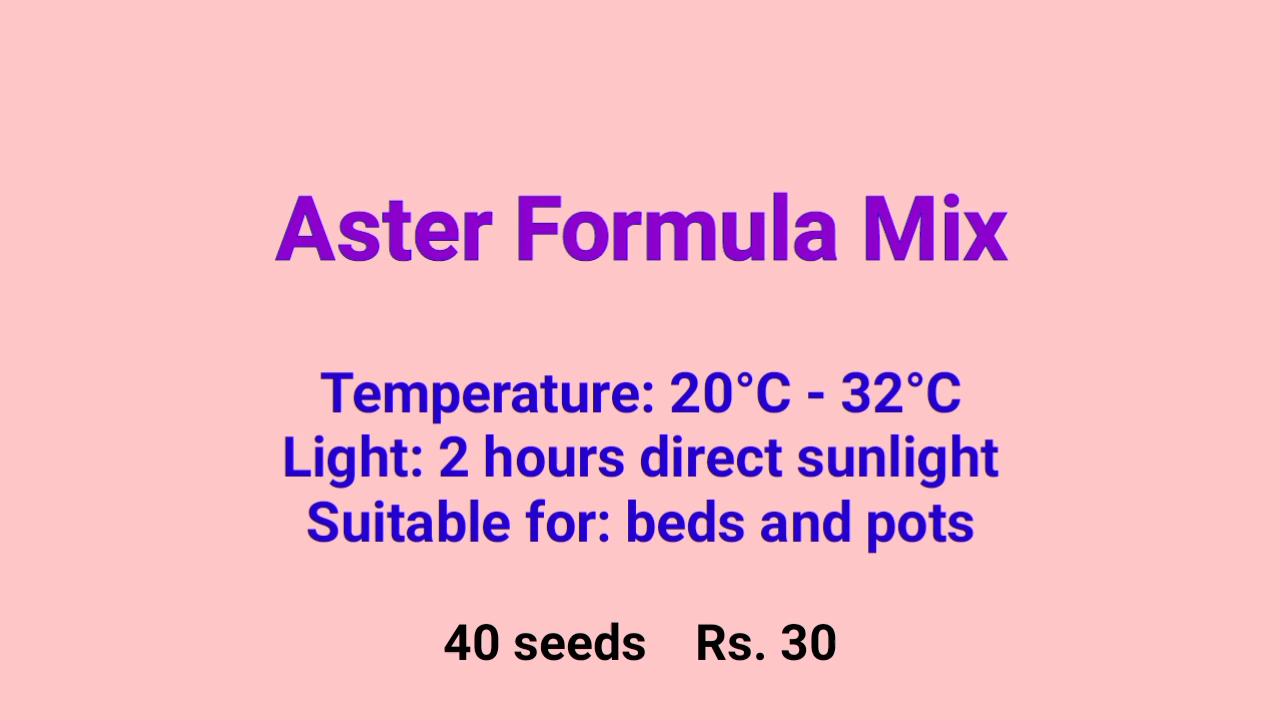 Aster Formula Mix
Temperature: 20°C - 32°C
Light: 2 hours direct sunlight
Suitable for: beds and pots
40 seeds Rs. 30